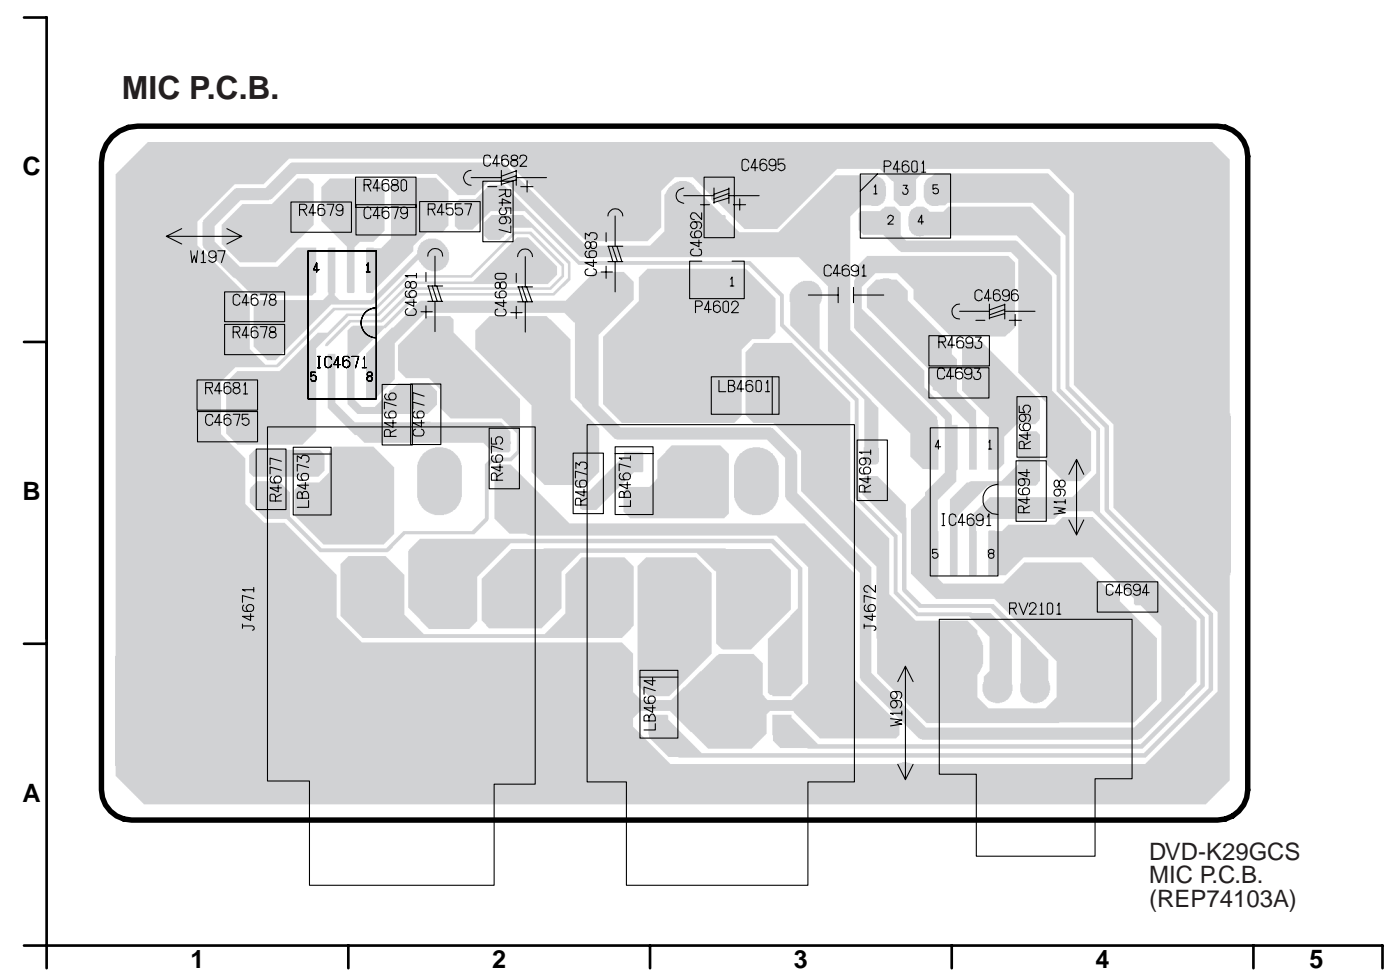 MIC P.C.B.
C
C4682
C4695
P4601
R4680
R4679
C4679
R4557
R4567
1 3 5
2 4
W197
C4683
C4692
4 1
C4681
C4680
C4691
1
P4602
C4678
C4696
R4678
R4693
IC4671
5 8
C4693
R4681
C4675
R4676
C4677
LB4601
R4695
4 1
R4675
R4677
LB4673
R4673
LB4671
R4691
B
R4694
W198
IC4691
5 8
C4694
J4671
J4672
RV2101
LB4674
W199
A
DVD-K29GCS
MIC P.C.B.
(REP74103A)
1 2 3 4 5